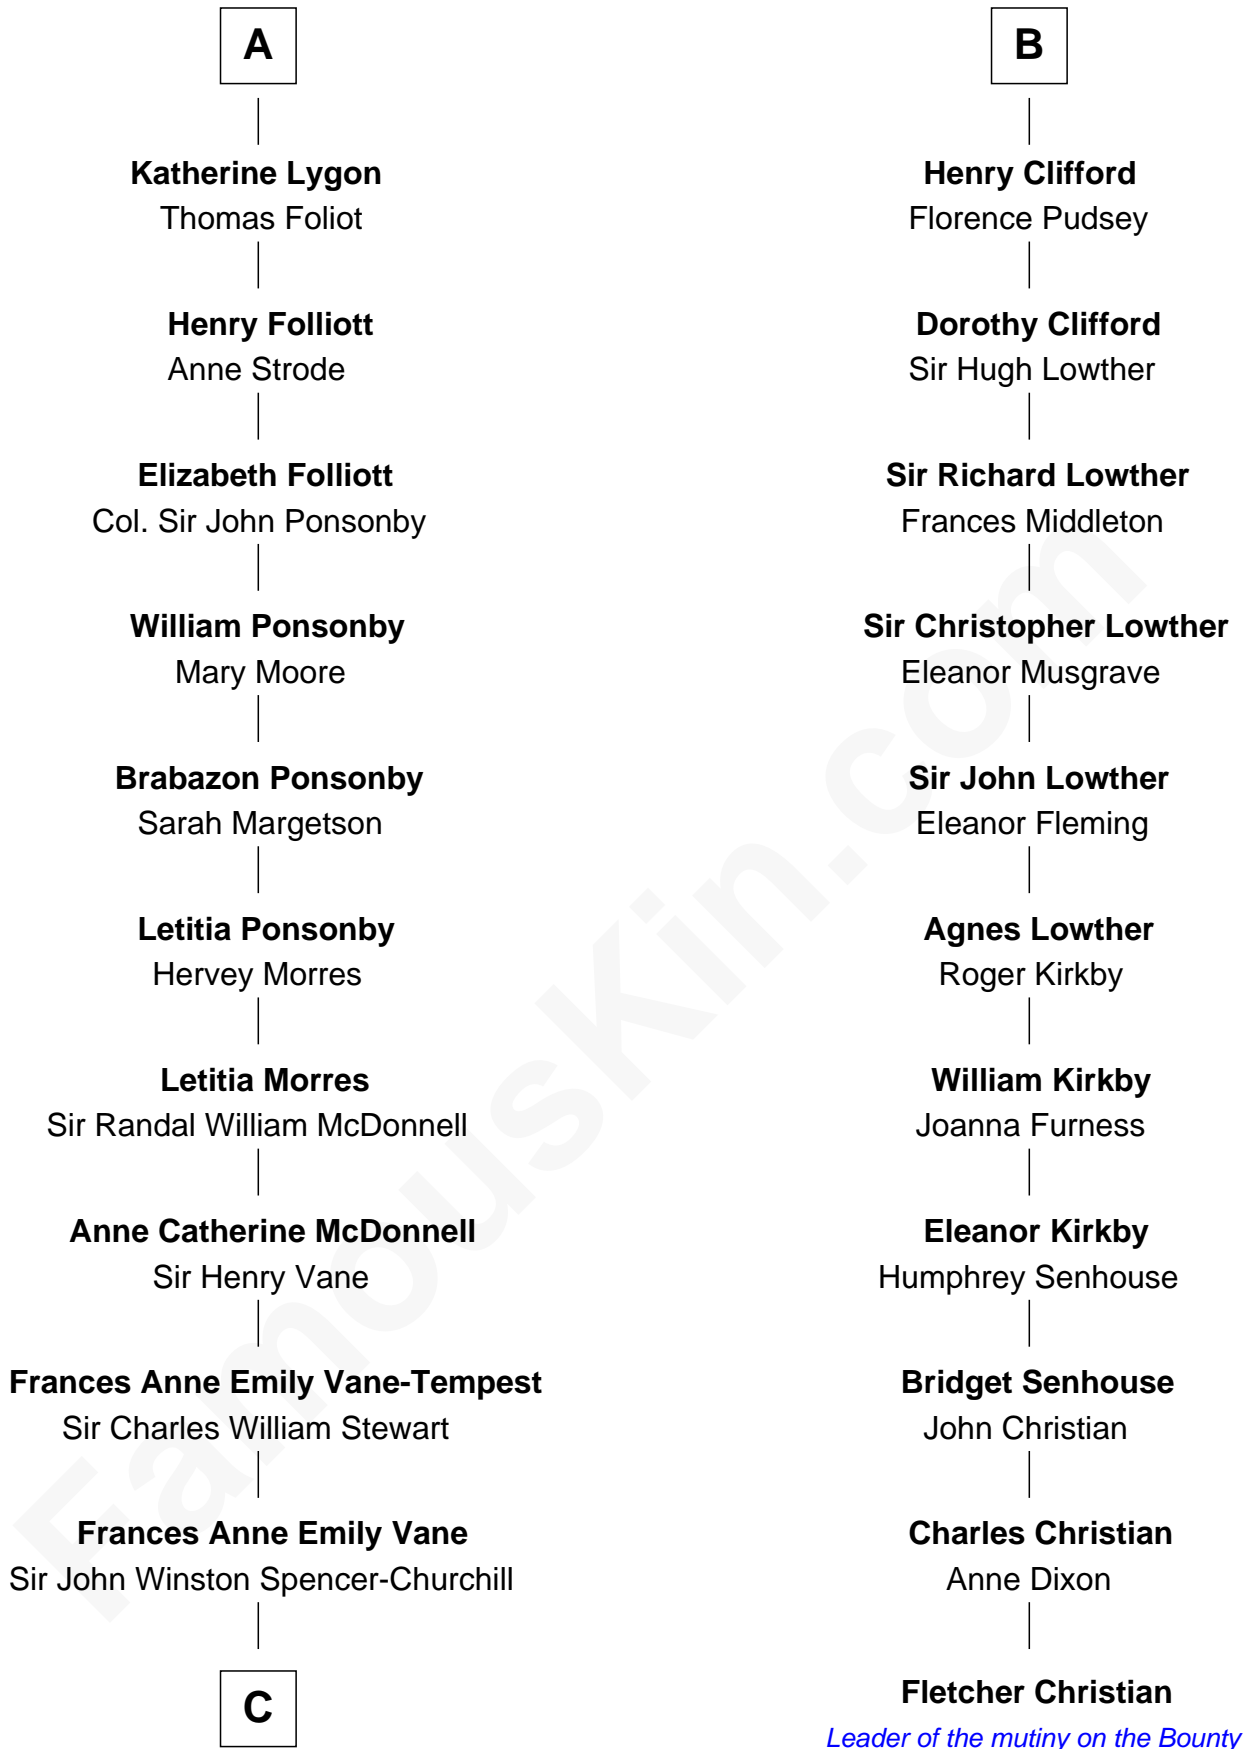 A
Katherine Lygon
Thomas Foliot
Henry Folliott
Anne Strode
Elizabeth Folliott
Col. Sir John Ponsonby
William Ponsonby
Mary Moore
Brabazon Ponsonby
Sarah Margetson
Letitia Ponsonby
Hervey Morres
Letitia Morres
Sir Randal William McDonnell
Anne Catherine McDonnell
Sir Henry Vane
Frances Anne Emily Vane-Tempest
Sir Charles William Stewart
Frances Anne Emily Vane
Sir John Winston Spencer-Churchill
C
B
Henry Clifford
Florence Pudsey
Dorothy Clifford
Sir Hugh Lowther
Sir Richard Lowther
Frances Middleton
Sir Christopher Lowther
Eleanor Musgrave
Sir John Lowther
Eleanor Fleming
Agnes Lowther
Roger Kirkby
William Kirkby
Joanna Furness
Eleanor Kirkby
Humphrey Senhouse
Bridget Senhouse
John Christian
Charles Christian
Anne Dixon
Fletcher Christian
Leader of the mutiny on the Bounty
FamousKin.com